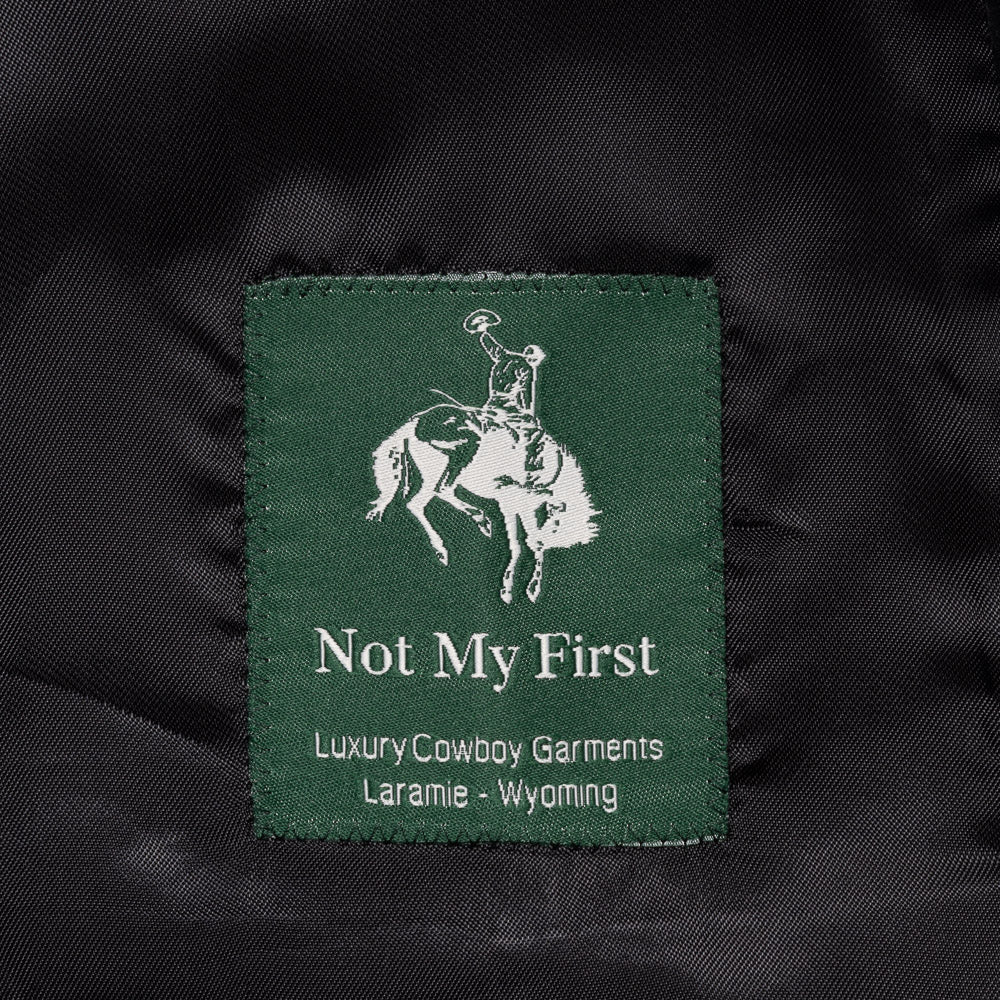 Not My First
Luxury Cowboy Garments
Laramie - Wyoming